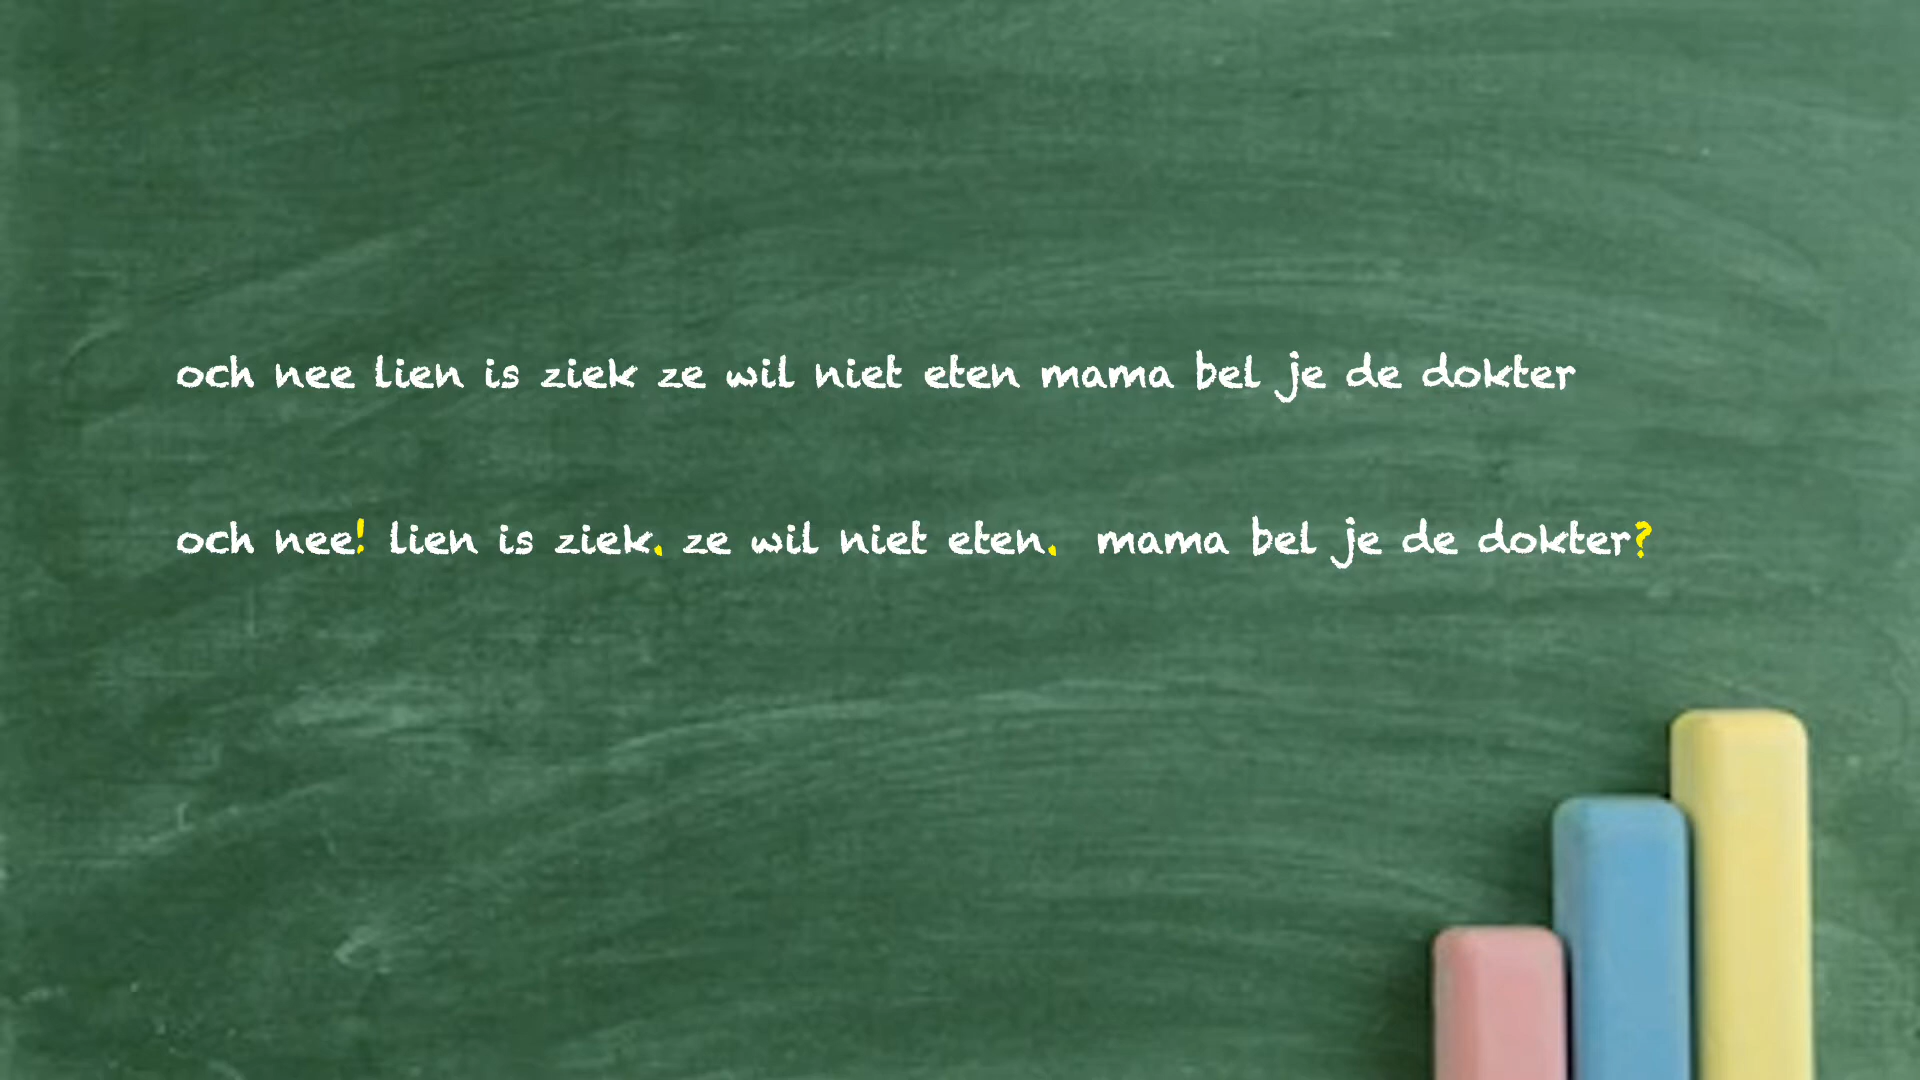 och nee lien is ziek ze wil niet eten mama bel je de dokter
och nee! lien is ziek. ze wil niet eten.  mama bel je de dokter?